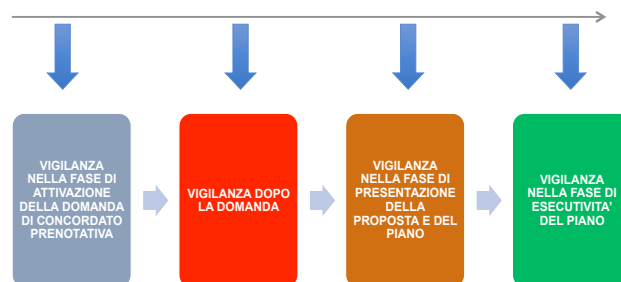 VIGILANZA
NELLA FASE DI
ATTIVAZIONE
DELLA DOMANDA
DI CONCORDATO
PRENOTATIVA
VIGILANZA DOPO
LA DOMANDA
VIGILANZA
NELLA FASE DI
PRESENTAZIONE
DELLA
PROPOSTA E DEL
PIANO
VIGILANZA
NELLA FASE DI
ESECUTIVITA'
DEL PIANO